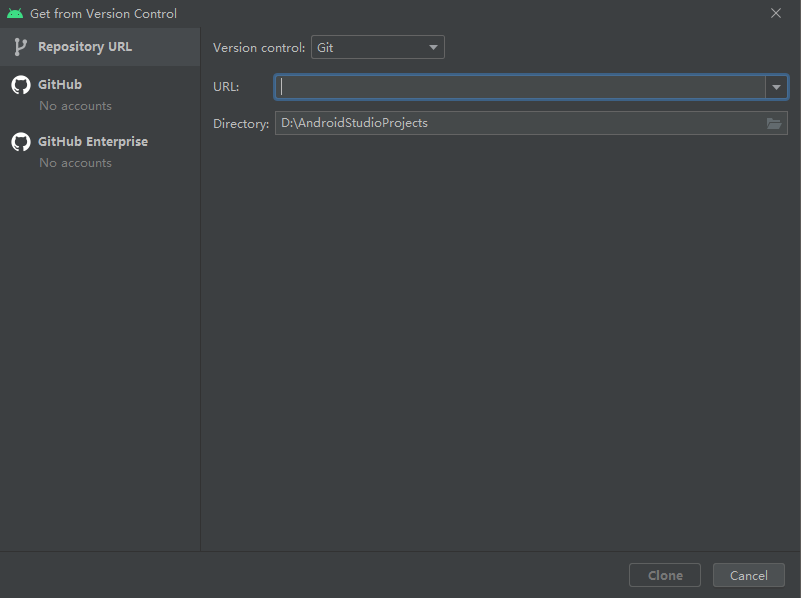 Get from Version Control
Repository URL
GitHub
No accounts
GitHub Enterprise
No accounts
Version control: Git
URL:
Directory: D:\AndroidStudioProjects
Clone Cancel